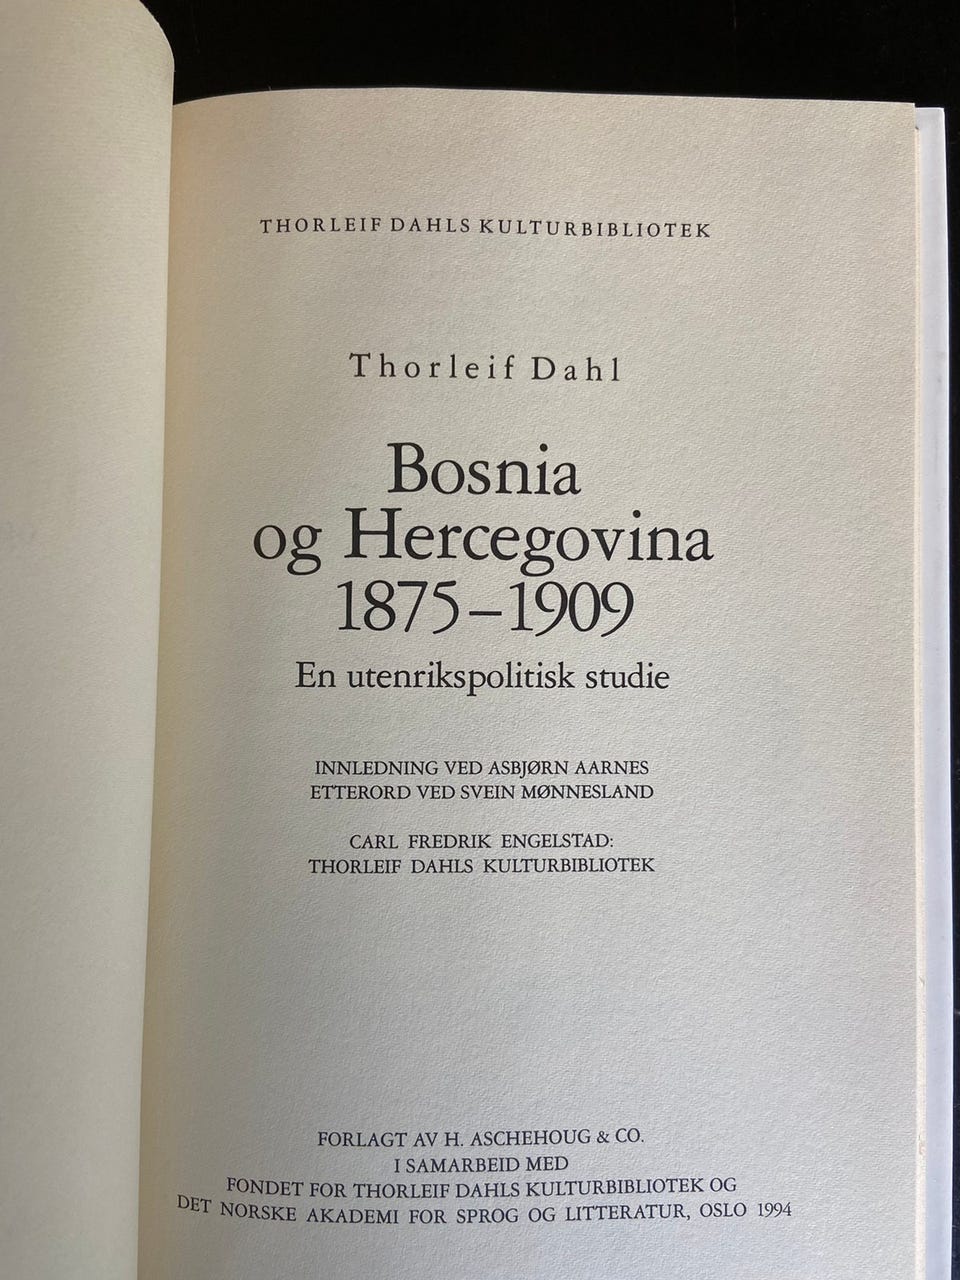 THORLEIF DAHLS KULTURBIBLIOTEK
Thorleif Dahl
Bosnia
og Hercegovina
1875–1909
En utenrikspolitisk studie
INNLEDNING VED ASBJØRN AARNES
ETTERORD VED SVEIN MØNNESLAND
CARL FREDRIK ENGELSTAD:
THORLEIF DAHLS KULTURBIBLIOTEK
FORLAGT AV H. ASCHEHOUG & CO.
I SAMARBEID MED
FONDET FOR THORLEIF DAHLS KULTURBIBLIOTEK OG
DET NORSKE AKADEMI FOR SPROG OG LITTERATUR, OSLO 1994